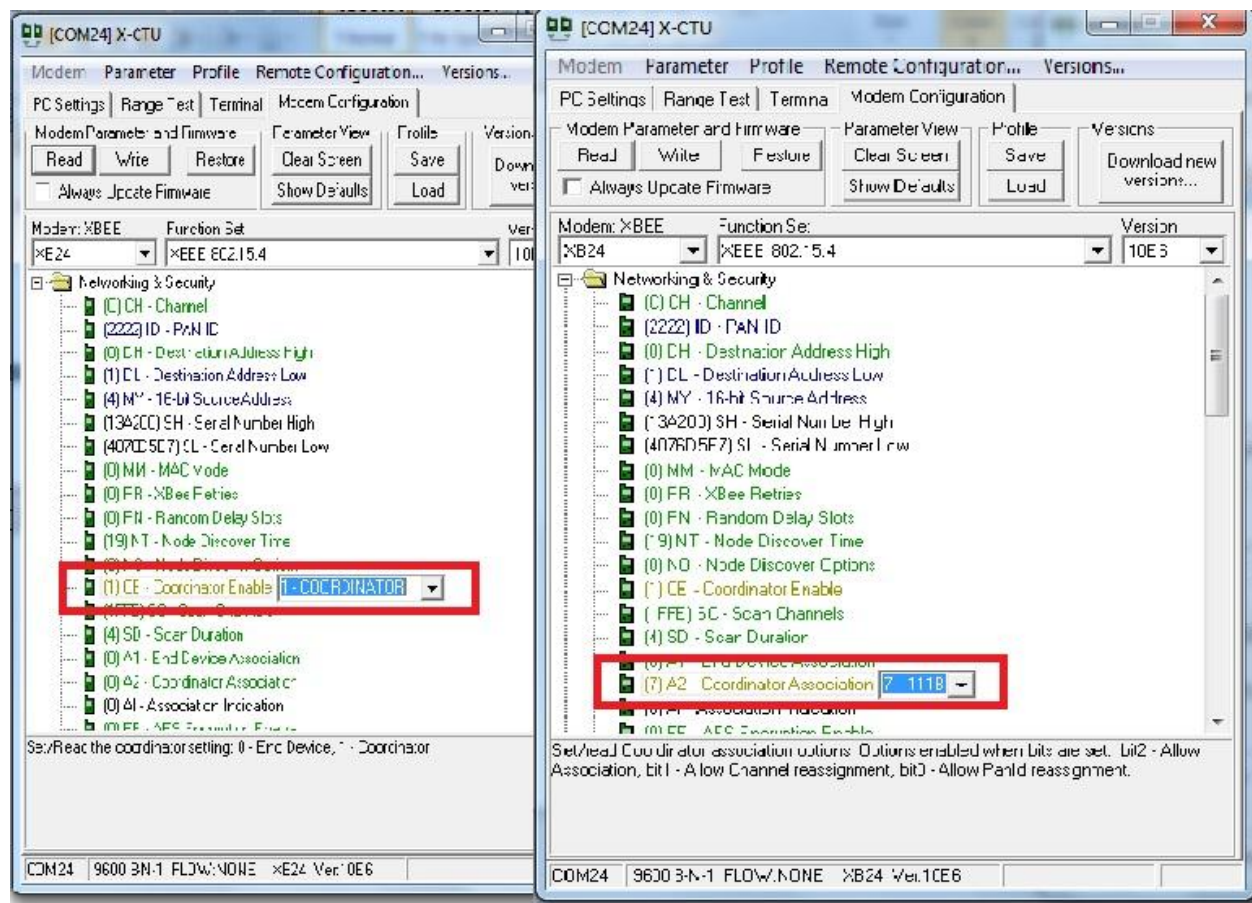 [COM24] X-CTU
Modem Parameter Profile Remote Configuration... Versions...
PC Settings Range Test Terminal Modem Configuration
Modem Parameter and Firmware Parameter View Profile
Read Write Restore Clear Screen Save
Always Update Firmware Show Defaults Load
Modem: XBEE Function Set
XBEE 802.15.4
Networking & Security
(C) CH - Channel
(2222) ID - PAN ID
(0) DH - Destination Address High
(1) DL - Destination Address Low
(4) MY - 16-bit Source Address
(13A200) SH - Serial Number High
SL - Serial Number Low
(0) MM - MAC Mode
(0) RR - XBee Retries
(0) RN - Random Delay Slots
(19) NT - Node Discover Time
(1) CE - Coordinator Enable 1 - COORDINATOR
(4) SD - Scan Duration
(0) A1 - End Device Association
(0) A2 - Coordinator Association
(0) AI - Association Indication
Set/Read the coordinator setting: 0 - End Device, 1 - Coordinator
COM24 9600 8-N-1 FLOW:NONE XB24 Ver:10E6
[COM24] X-CTU
Modem Parameter Profile Remote Configuration... Versions...
PC Settings Range Test Terminal Modem Configuration
Modem Parameter and Firmware Parameter View Profile Versions
Read Write Restore Clear Screen Save Download new
Always Update Firmware Show Defaults Load versions...
Modem: XBEE Function Set Version
XB24 XBEE 802.15.4 10E6
Networking & Security
(C) CH - Channel
(2222) ID - PAN ID
(0) DH - Destination Address High
(1) DL - Destination Address Low
(4) MY - 16-bit Source Address
(13A200) SH - Serial Number High
(4076D5E7) SL - Serial Number Low
(0) MM - MAC Mode
(0) RR - XBee Retries
(0) RN - Random Delay Slots
(19) NT - Node Discover Time
(0) NO - Node Discover Options
(1) CE - Coordinator Enable
(1FFE) SC - Scan Channels
(4) SD - Scan Duration
(0) A1 - End Device Association
(7) A2 - Coordinator Association 7 - 111B
(0) AI - Association Indication
(0) EE - AES Encryption Enable
Set/read Coordinator association options. Options enabled when bits are set. bit2 - Allow
Association, bit1 - Allow Channel reassignment, bit0 - Allow PanId reassignment.
COM24 9600 8-N-1 FLOW:NONE XB24 Ver:10E6